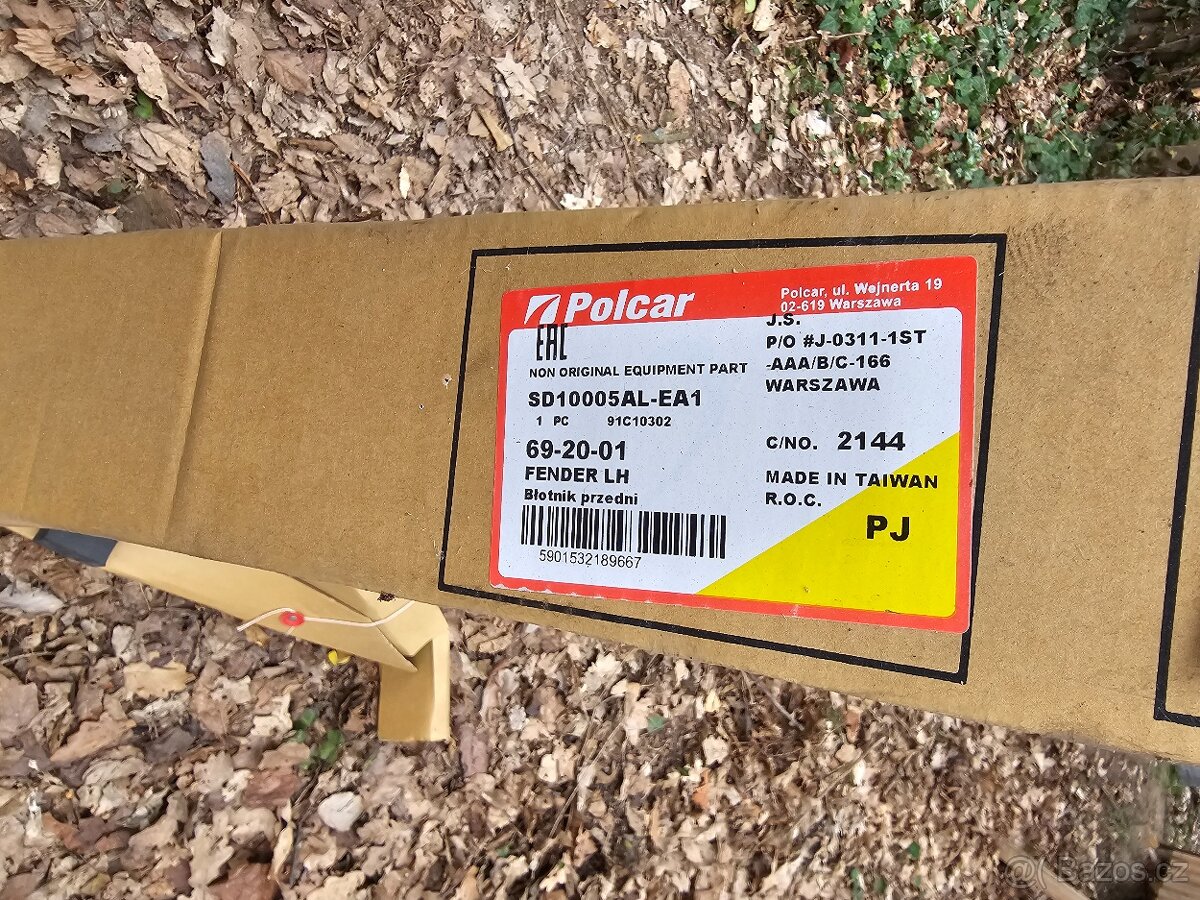 Polcar
Polcar, ul. Wejnerta 19
02-619 Warszawa
EAC
NON ORIGINAL EQUIPMENT PART
SD10005AL-EA1
1 PC 91C10302
69-20-01
FENDER LH
Błotnik przedni
5901532189667
J.S.
P/O #J-0311-1ST
-AAA/B/C-166
WARSZAWA
C/NO. 2144
MADE IN TAIWAN
R.O.C.
PJ
@ Bazos.cz